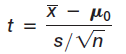 t = (x̅ − μ₀) / (s/√n)